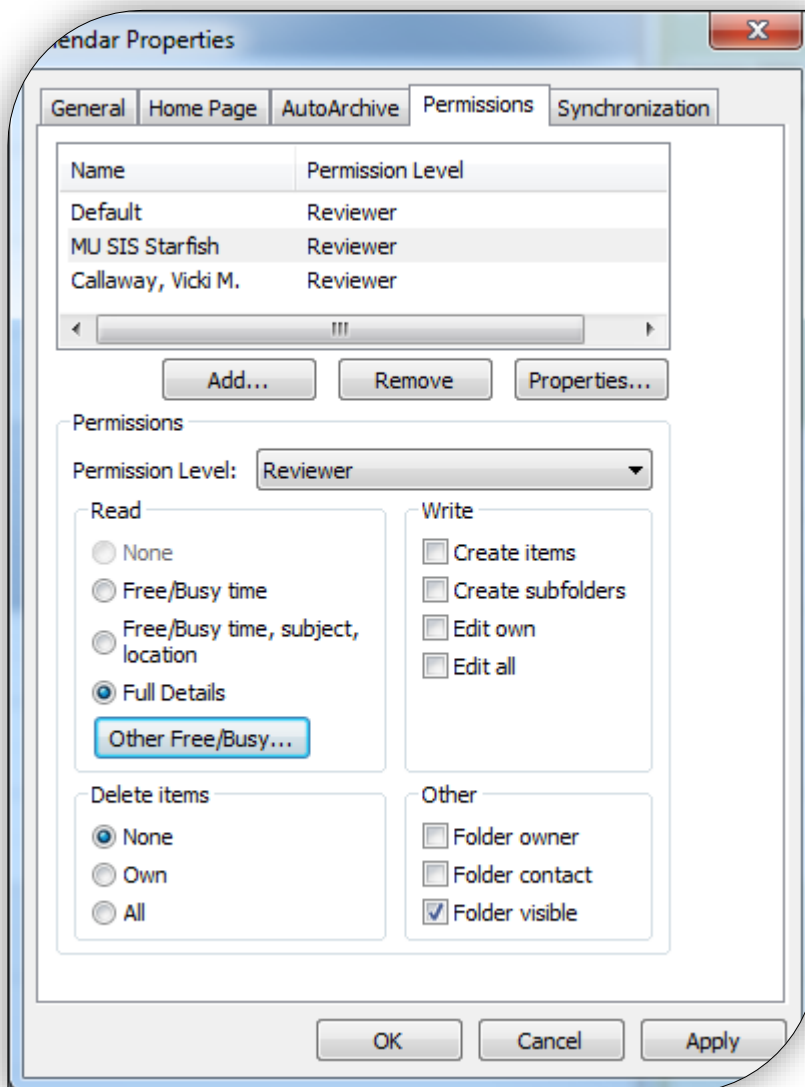 endar Properties
General Home Page AutoArchive Permissions Synchronization
Name Permission Level
Default Reviewer
MU SIS Starfish Reviewer
Callaway, Vicki M. Reviewer
Add... Remove Properties...
Permissions
Permission Level: Reviewer
Read
None
Free/Busy time
Free/Busy time, subject,
location
Full Details
Other Free/Busy...
Write
Create items
Create subfolders
Edit own
Edit all
Delete items
None
Own
All
Other
Folder owner
Folder contact
Folder visible
OK Cancel Apply